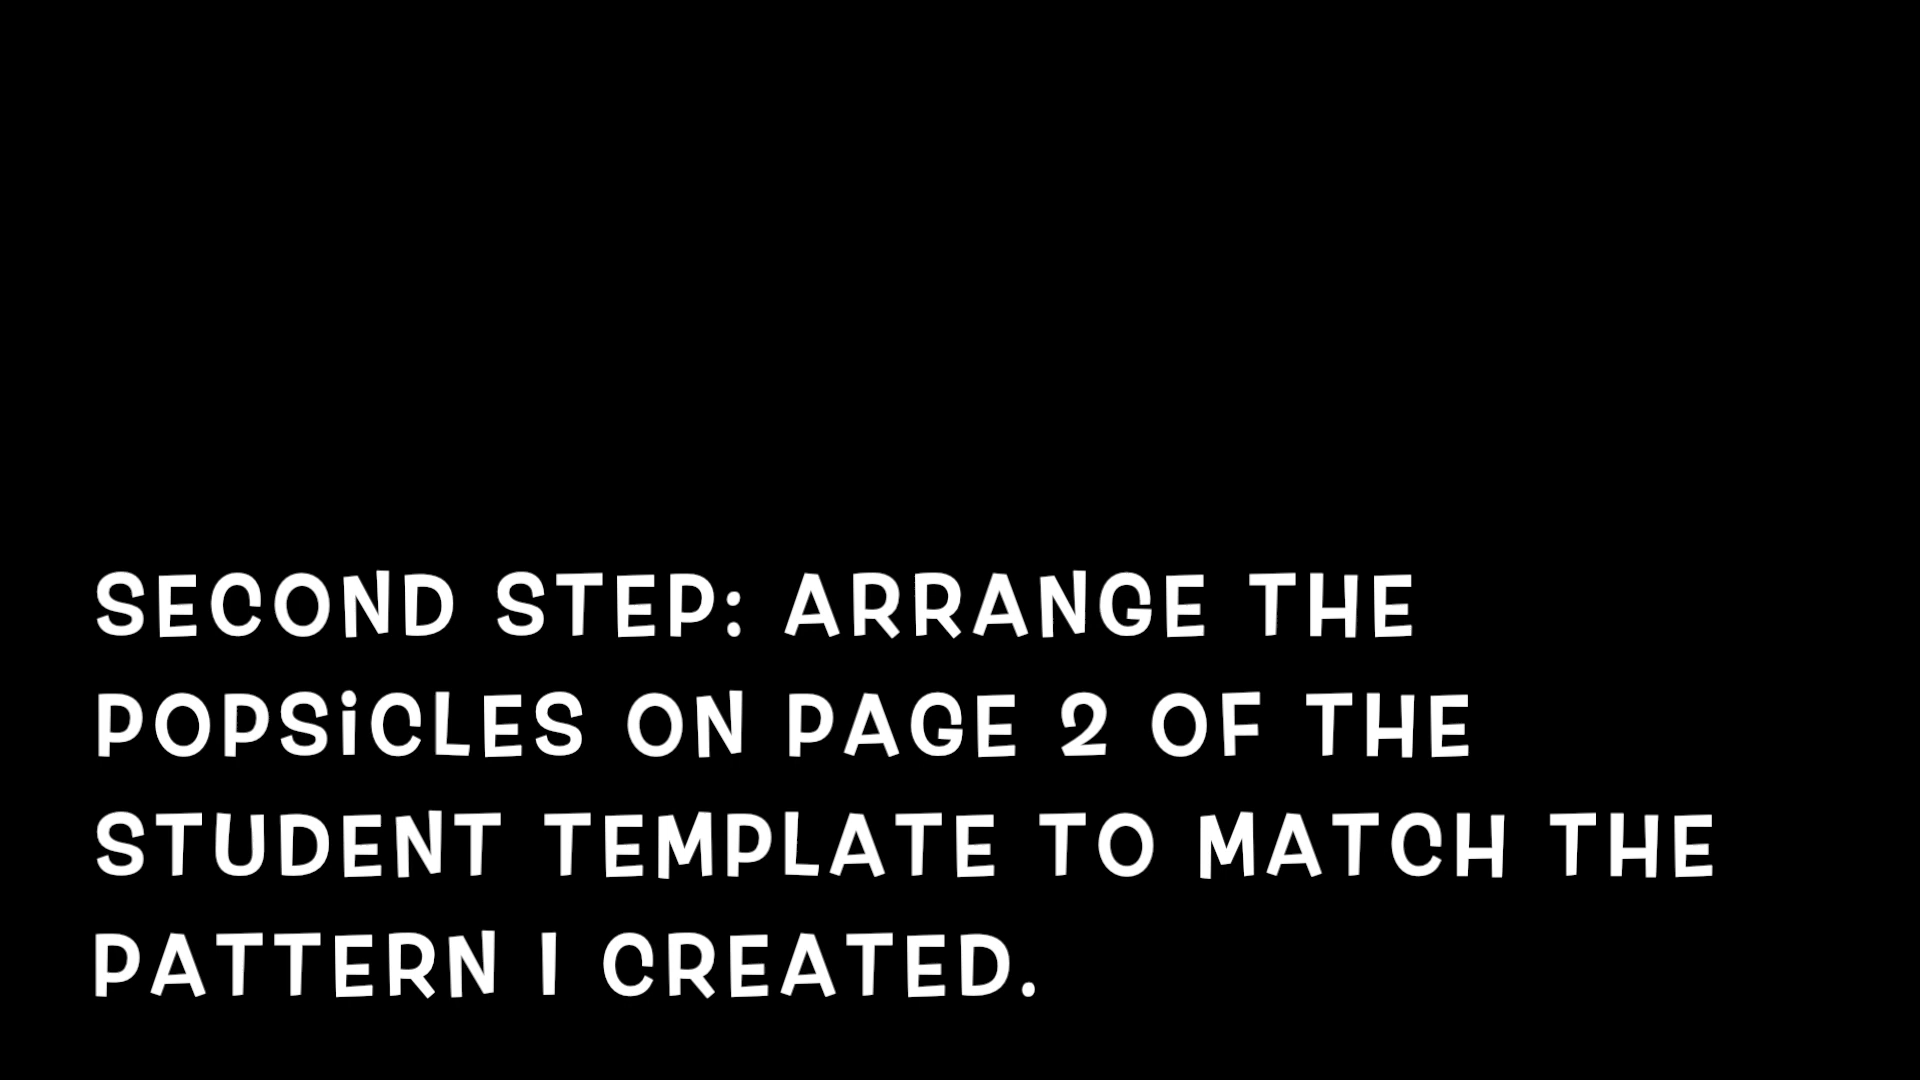 SECOND STEP: ARRANGE THE
POPSiCLES ON PAGE 2 OF THE
STUDENT TEMPLATE TO MATCH THE
PATTERN I CREATED.